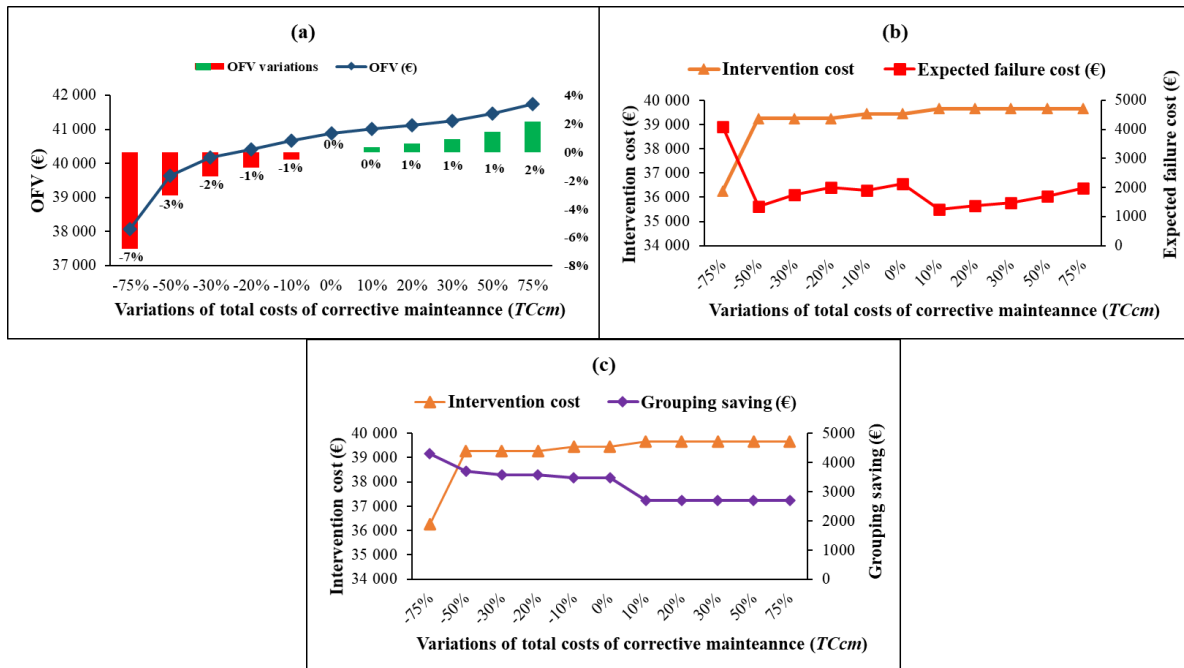 (a)
OFV variations OFV (€)
42 000
41 000
40 000
39 000
38 000
37 000
OFV (€)
4%
2%
0%
-2%
-4%
-6%
-8%
-7%
-3%
-2%
-1%
-1%
0%
0%
1%
1%
1%
2%
-75% -50% -30% -20% -10% 0% 10% 20% 30% 50% 75%
Variations of total costs of corrective mainteannce (TCcm)
(b)
Intervention cost Expected failure cost (€)
40 000
39 000
38 000
37 000
36 000
35 000
34 000
Intervention cost (€)
5000
4000
3000
2000
1000
0
Expected failure cost (€)
-75% -50% -30% -20% -10% 0% 10% 20% 30% 50% 75%
Variations of total costs of corrective mainteannce (TCcm)
(c)
Intervention cost Grouping saving (€)
40 000
39 000
38 000
37 000
36 000
35 000
34 000
Intervention cost (€)
5000
4000
3000
2000
1000
0
Grouping saving (€)
-75% -50% -30% -20% -10% 0% 10% 20% 30% 50% 75%
Variations of total costs of corrective mainteannce (TCcm)